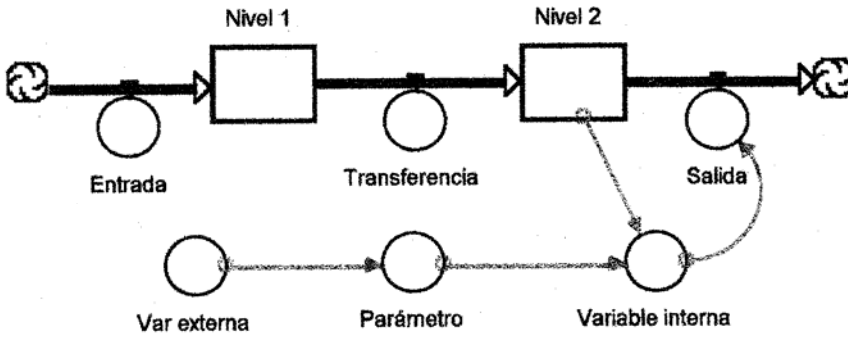 Nivel 1
Nivel 2
Entrada
Transferencia
Salida
Var externa
Parámetro
Variable interna